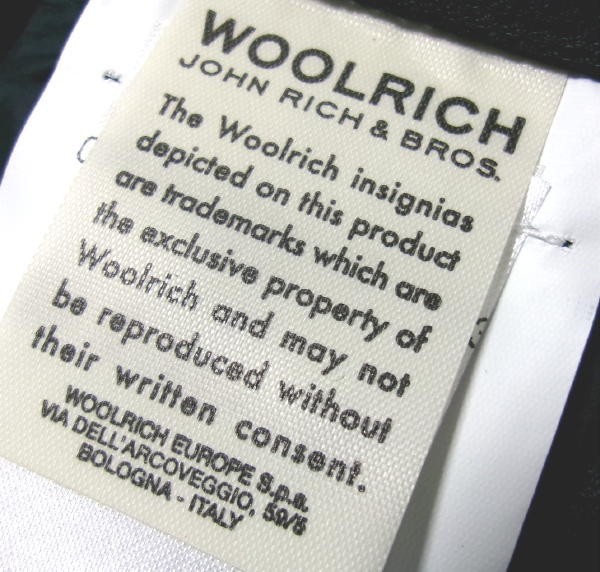 WOOLRICH
JOHN RICH & BROS.
The Woolrich insignias
depicted on this product
are trademarks which are
the exclusive property of
Woolrich and may not
be reproduced without
their written consent.
WOOLRICH EUROPE S.p.a.
VIA DELL'ARCOVEGGIO, 59/5
BOLOGNA - ITALY